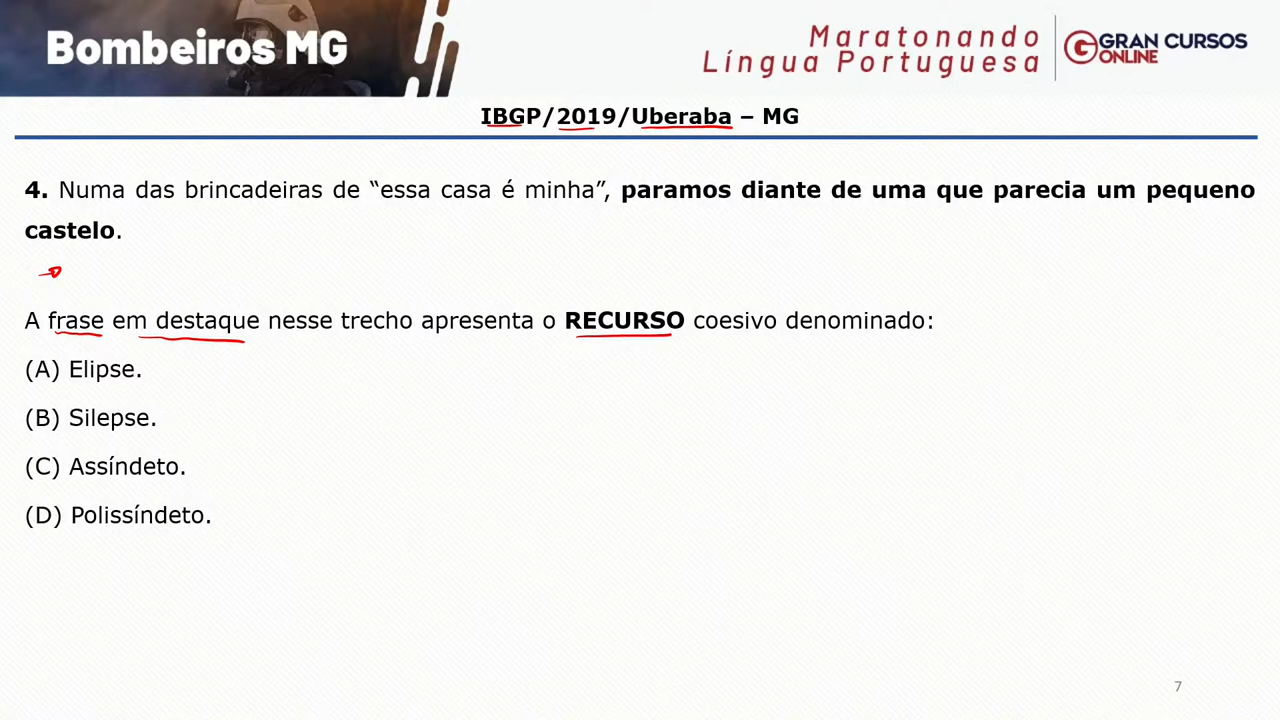 Bombeiros MG
Maratonando
Língua Portuguesa
GRAN CURSOS
ONLINE
IBGP/2019/Uberaba – MG
4. Numa das brincadeiras de “essa casa é minha”, paramos diante de uma que parecia um pequeno
castelo.
A frase em destaque nesse trecho apresenta o RECURSO coesivo denominado:
(A) Elipse.
(B) Silepse.
(C) Assíndeto.
(D) Polissíndeto.
7